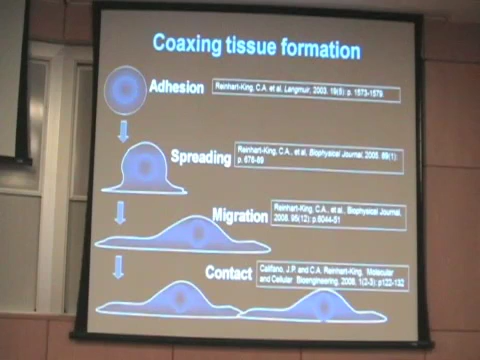 Coaxing tissue formation
Adhesion
Reinhart-King, C.A. et al. Langmuir, 2003. 19(5): p. 1573-1579
Spreading
Reinhart-King, C.A., et al., Biophysical Journal, 2005. 89(1):
p. 676-89
Migration
Reinhart-King, C.A., et al., Biophysical Journal,
2008. 95(12): p.6044-51
Contact
Califano, J.P. and C.A. Reinhart-King, Molecular
and Cellular Bioengineering, 2008, 1(2-3): p122-132